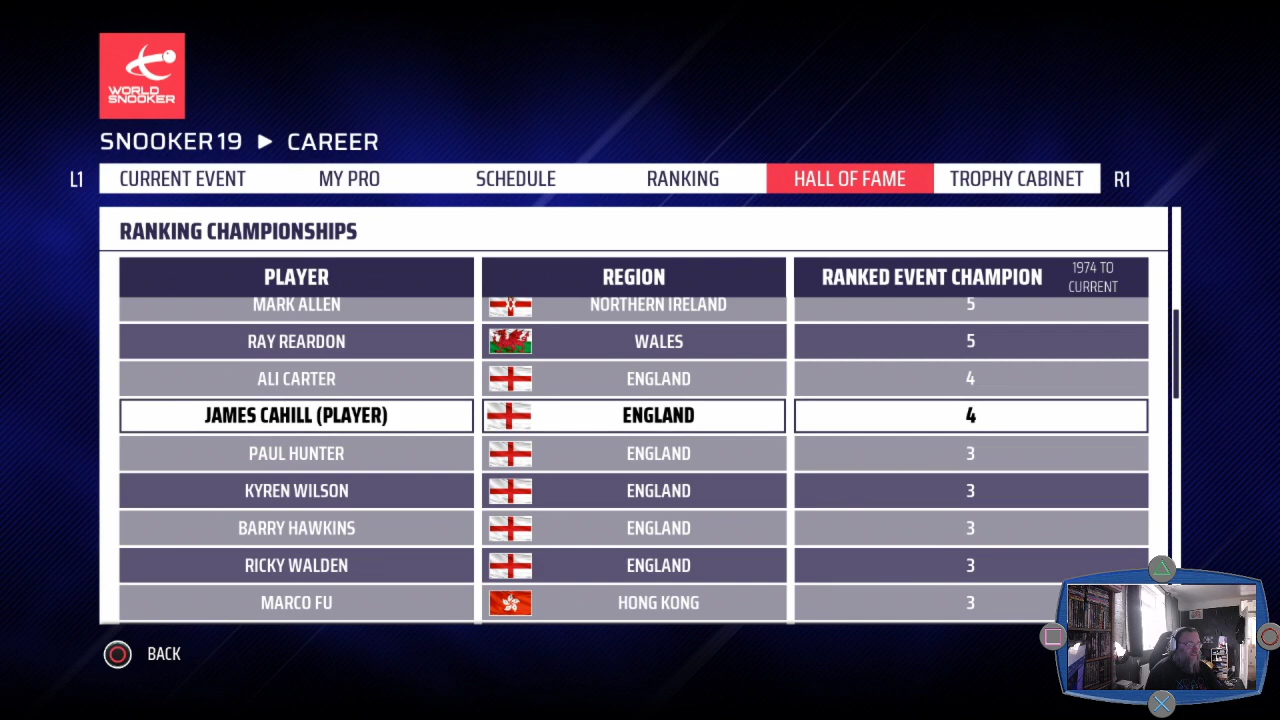 WORLD
SNOOKER
SNOOKER 19 ► CAREER
L1 CURRENT EVENT MY PRO SCHEDULE RANKING HALL OF FAME TROPHY CABINET R1
RANKING CHAMPIONSHIPS
PLAYER REGION RANKED EVENT CHAMPION 1974 TO CURRENT
MARK ALLEN NORTHERN IRELAND 5
RAY REARDON WALES 5
ALI CARTER ENGLAND 4
JAMES CAHILL (PLAYER) ENGLAND 4
PAUL HUNTER ENGLAND 3
KYREN WILSON ENGLAND 3
BARRY HAWKINS ENGLAND 3
RICKY WALDEN ENGLAND 3
MARCO FU HONG KONG 3
BACK